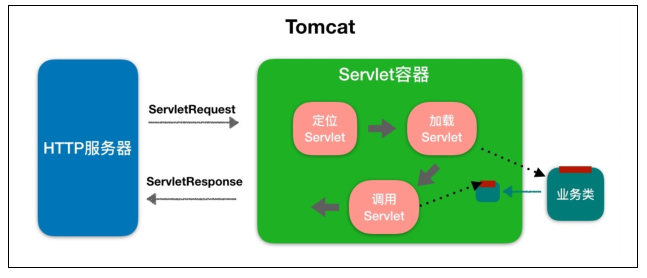 Tomcat
Servlet容器
HTTP服务器
ServletRequest
ServletResponse
定位
Servlet
加载
Servlet
调用
Servlet
业务类